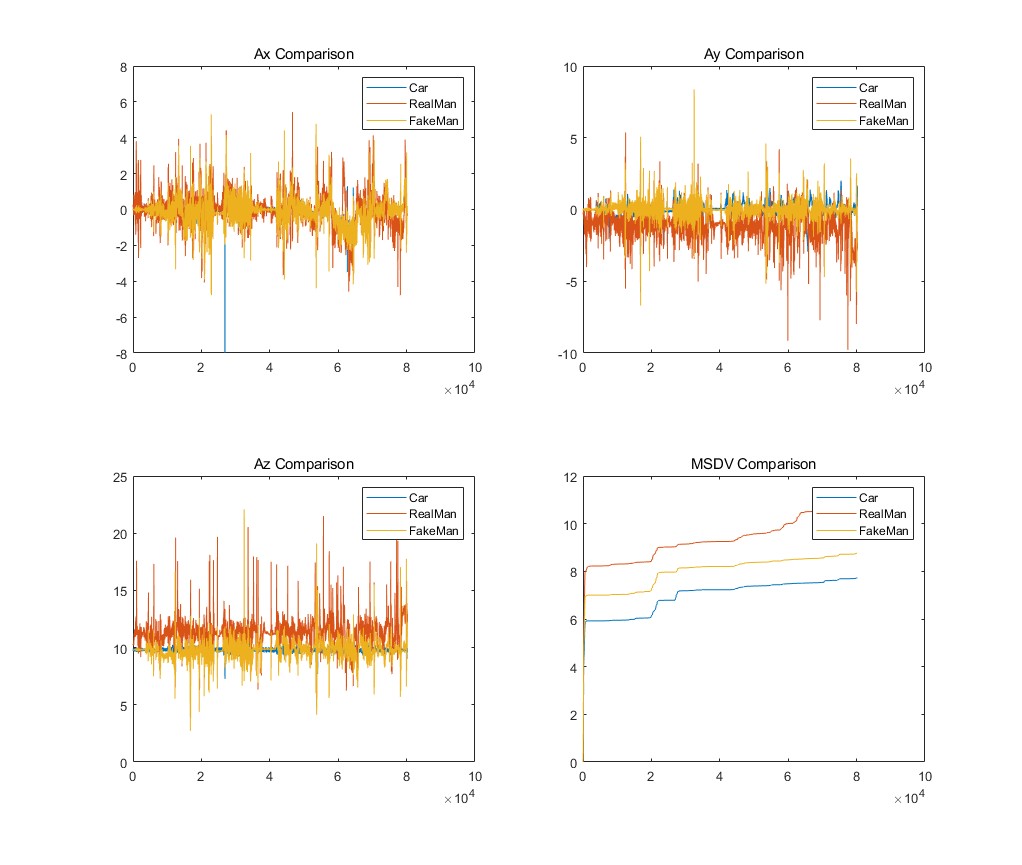 Ax Comparison
8
6
4
2
0
-2
-4
-6
-8
Car
RealMan
FakeMan
0 2 4 6 8 10
×10^4
Ay Comparison
10
5
0
-5
-10
Car
RealMan
FakeMan
0 2 4 6 8 10
×10^4
Az Comparison
25
20
15
10
5
0
Car
RealMan
FakeMan
0 2 4 6 8 10
×10^4
MSDV Comparison
12
10
8
6
4
2
0
Car
RealMan
FakeMan
0 2 4 6 8 10
×10^4